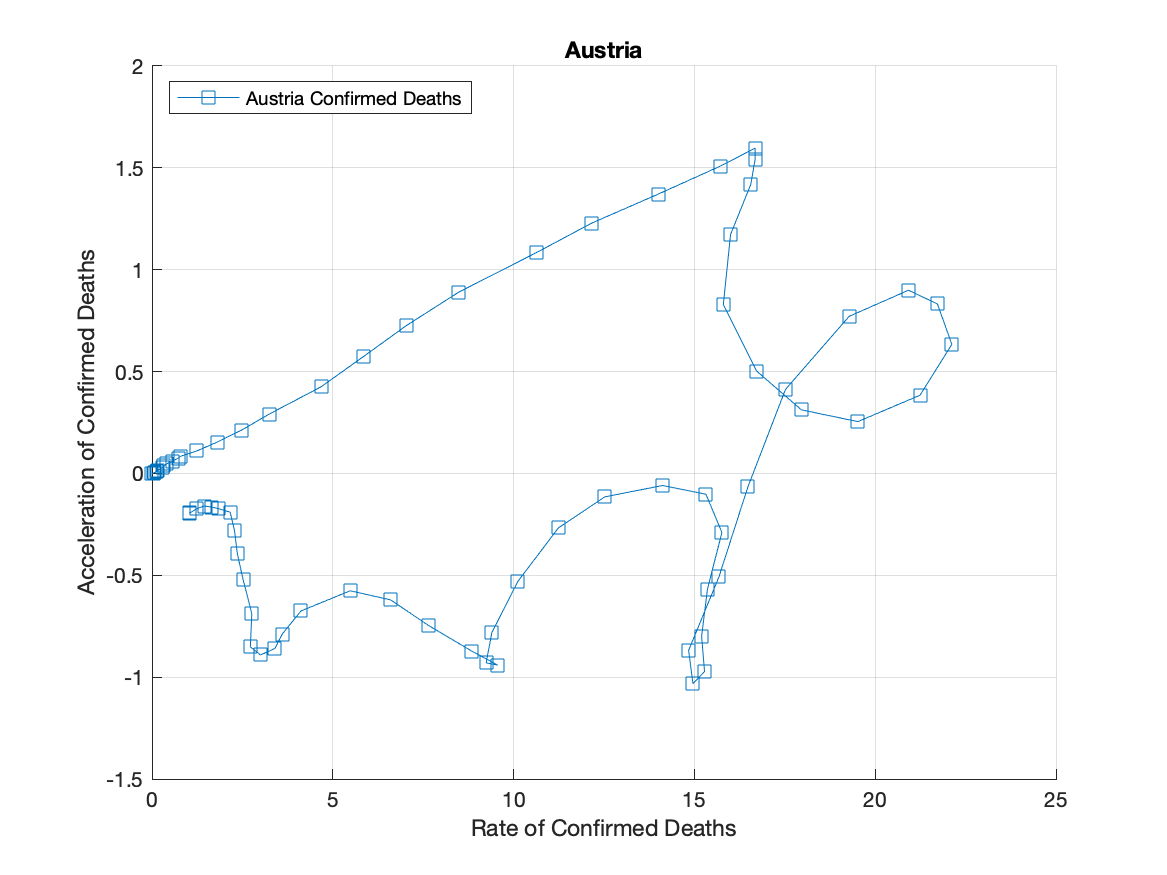 Austria
Austria Confirmed Deaths
Acceleration of Confirmed Deaths
2
1.5
1
0.5
0
-0.5
-1
-1.5
0 5 10 15 20 25
Rate of Confirmed Deaths